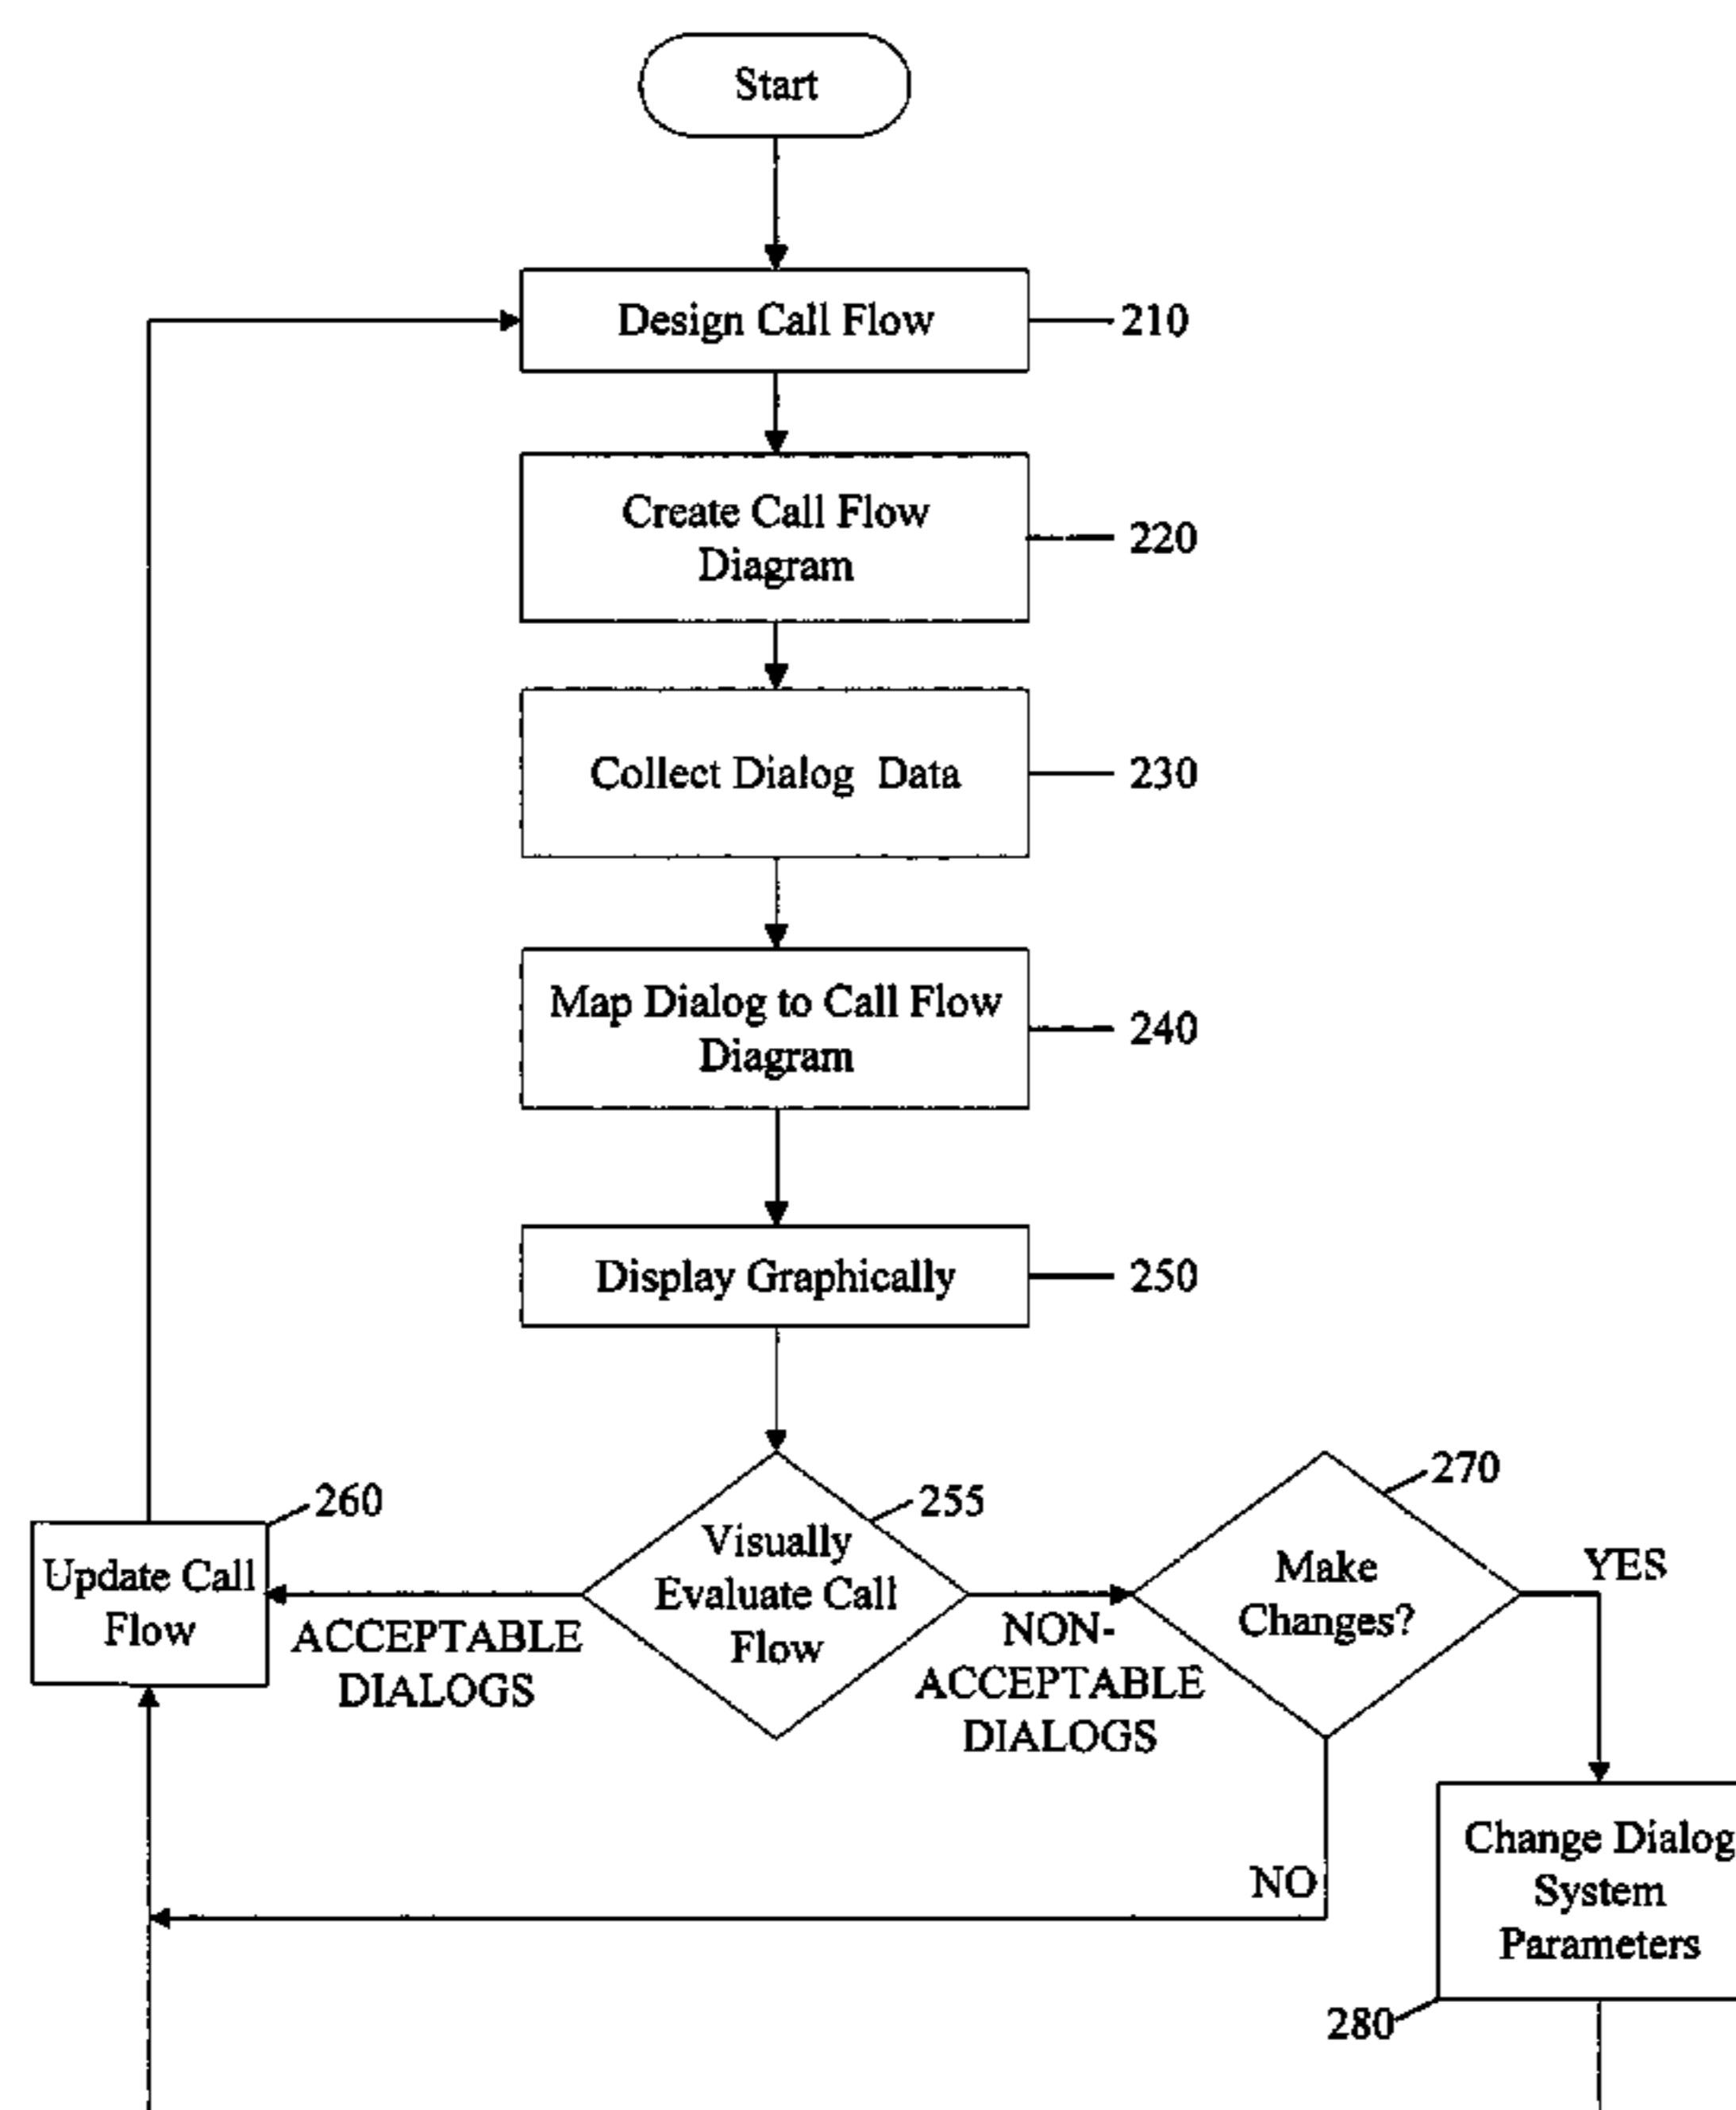 Start
Design Call Flow
210
Create Call Flow
Diagram
220
Collect Dialog Data
230
Map Dialog to Call Flow
Diagram
240
Display Graphically
250
260
Update Call
Flow
ACCEPTABLE
DIALOGS
255
Visually
Evaluate Call
Flow
NON-
ACCEPTABLE
DIALOGS
270
Make
Changes?
YES
NO
Change Dialog
System
Parameters
280